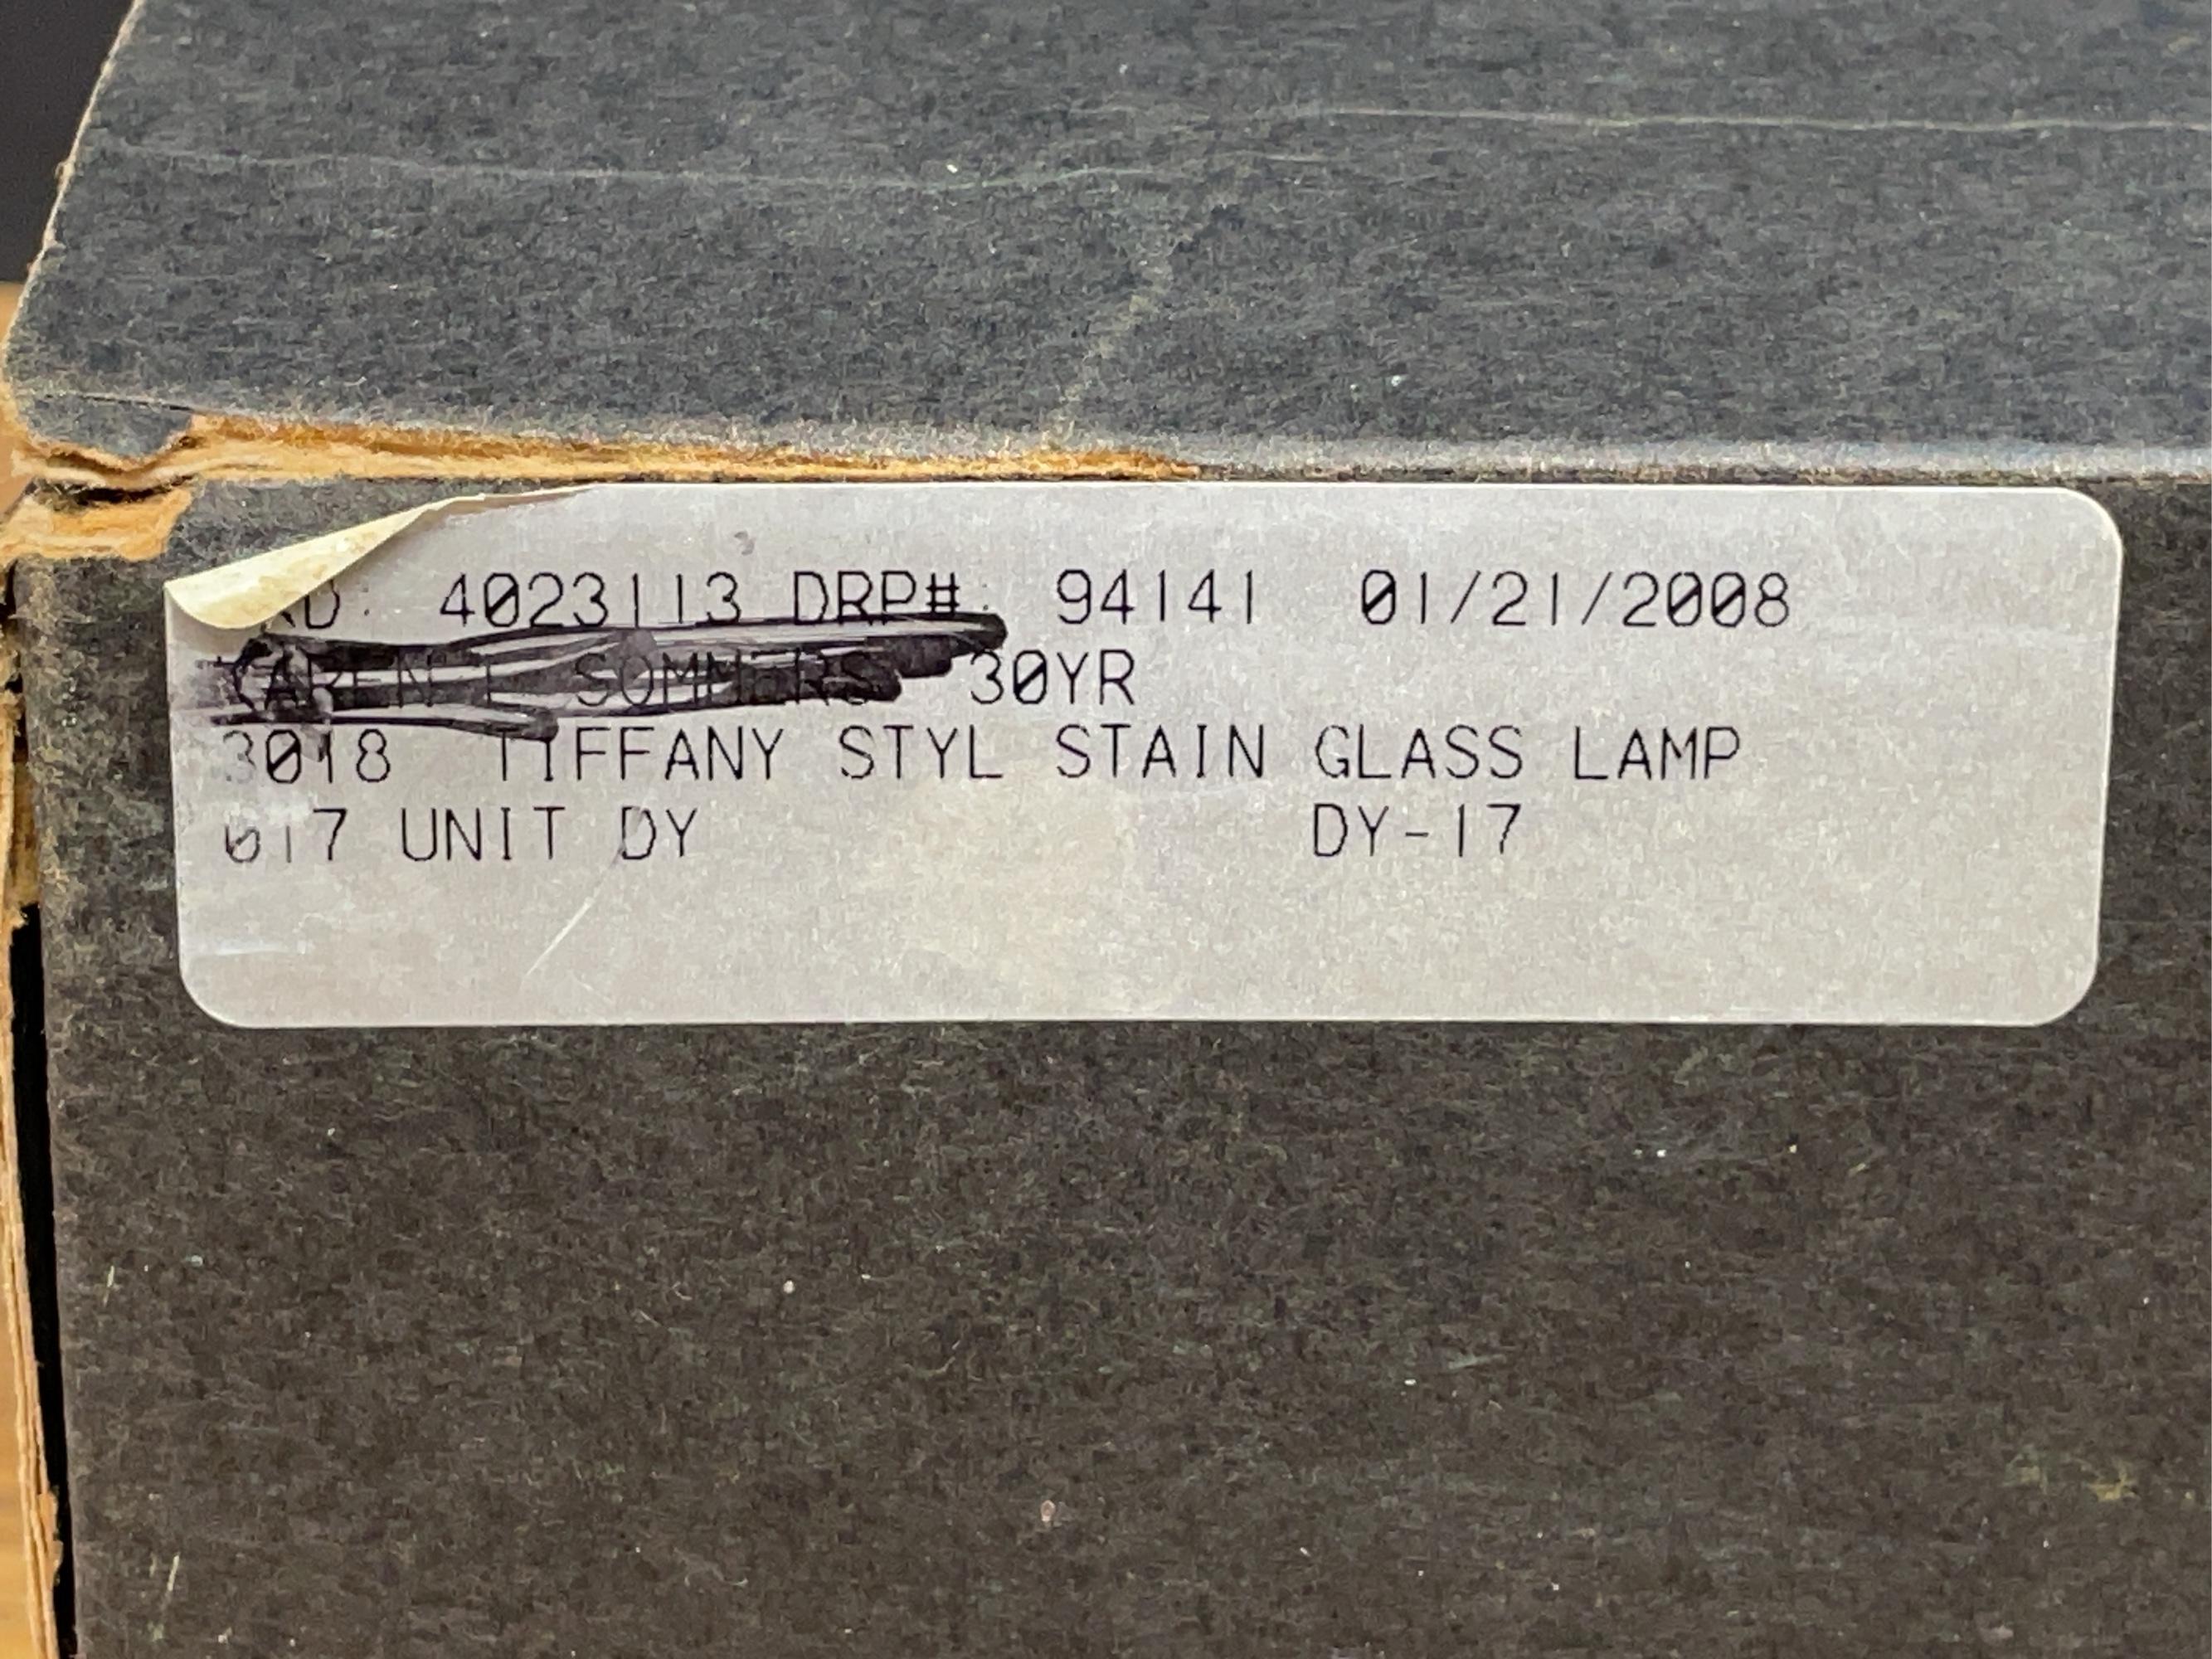 4023113 DRP#: 94141 01/21/2008
30YR
3018 TIFFANY STYL STAIN GLASS LAMP
017 UNIT DY DY-17